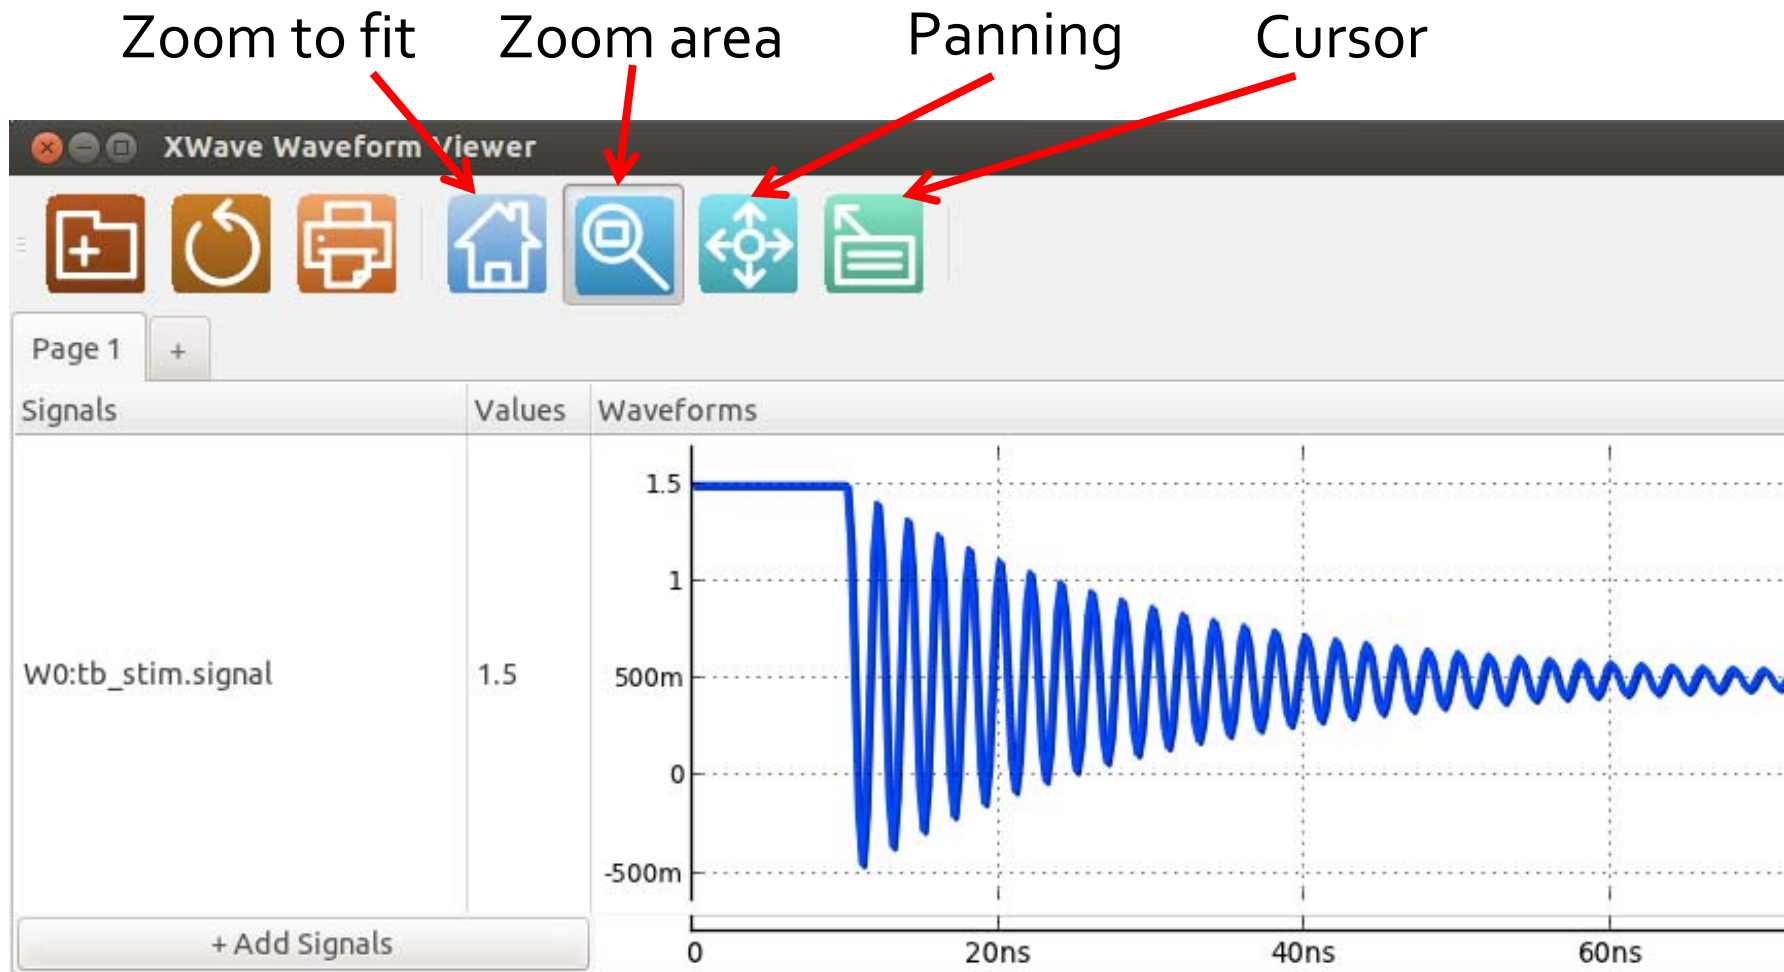 Zoom to fit Zoom area Panning Cursor
XWave Waveform Viewer
Page 1 +
Signals Values Waveforms
1.5
1
W0:tb_stim.signal 1.5 500m
0
-500m
+ Add Signals
0 20ns 40ns 60ns